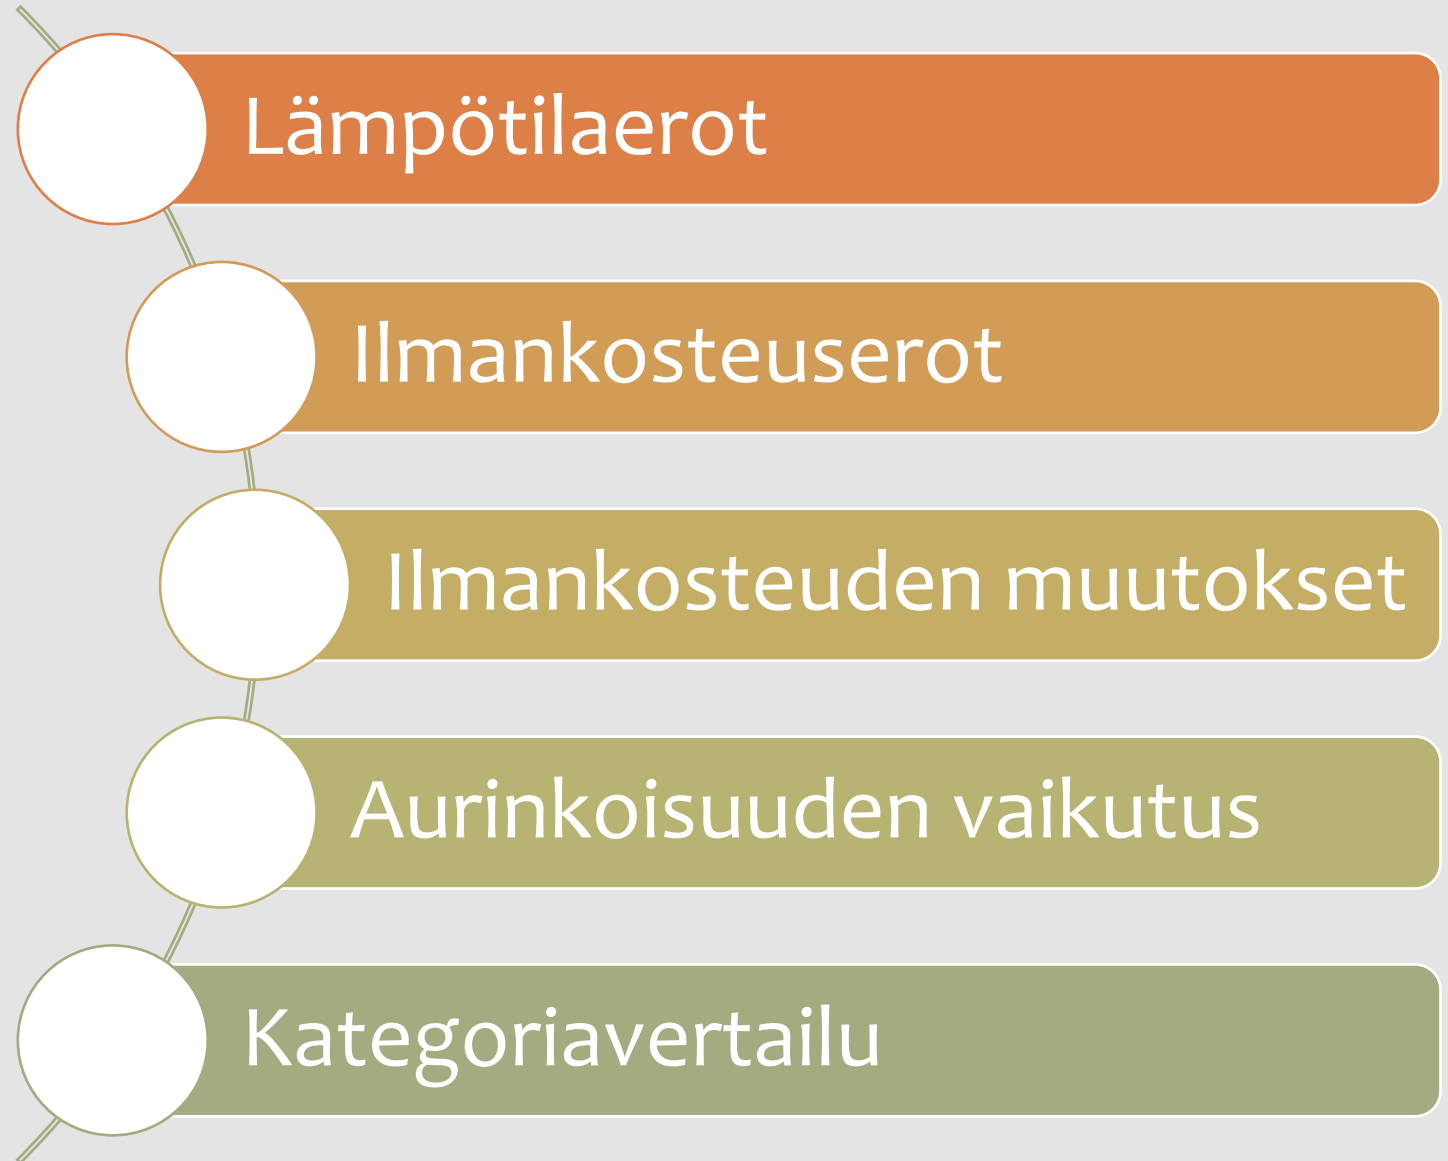 Lämpötilaerot
Ilmankosteuserot
Ilmankosteuden muutokset
Aurinkoisuuden vaikutus
Kategoriavertailu